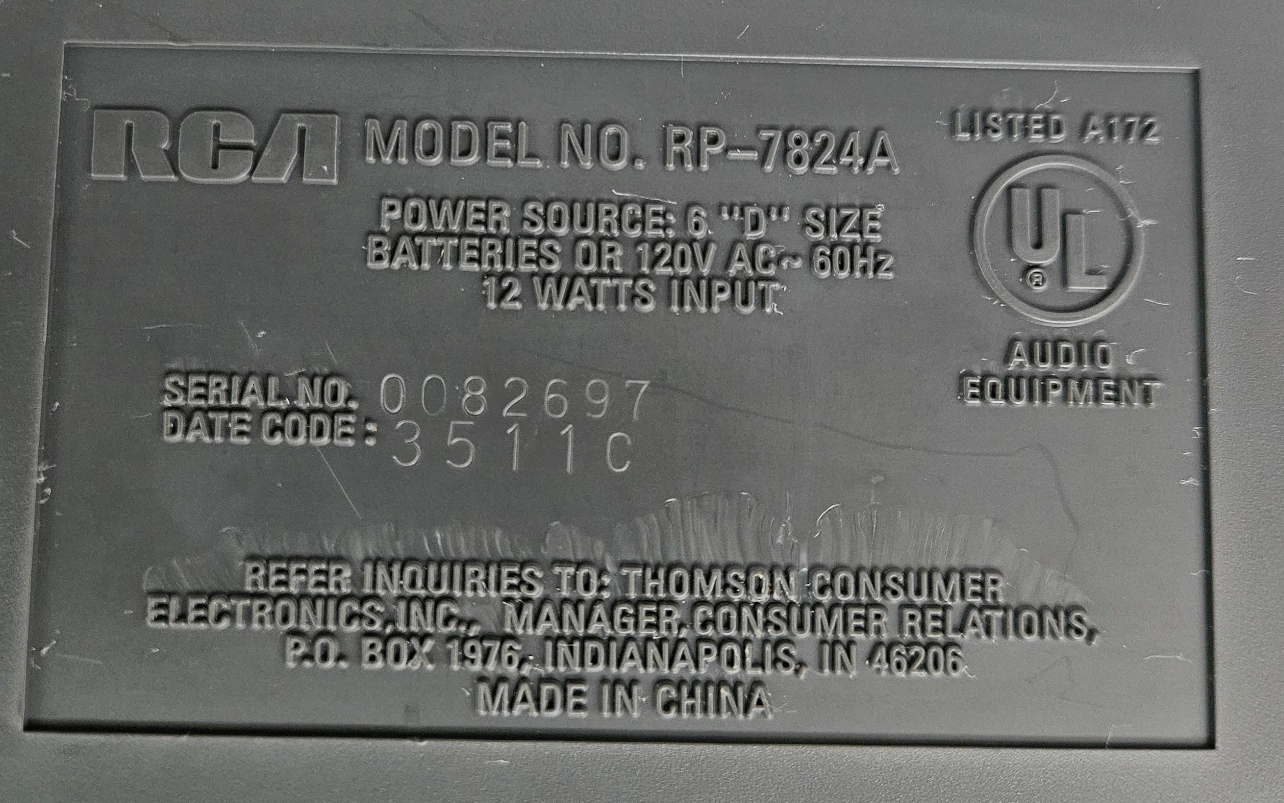 RCA MODEL NO. RP-7824A
LISTED A172
POWER SOURCE: 6 "D" SIZE
BATTERIES OR 120V AC~ 60Hz
12 WATTS INPUT
UL ®
AUDIO
EQUIPMENT
SERIAL NO. 0082697
DATE CODE: 3511C
REFER INQUIRIES TO: THOMSON CONSUMER
ELECTRONICS,INC., MANAGER,CONSUMER RELATIONS,
P.O. BOX 1976, INDIANAPOLIS, IN 46206
MADE IN CHINA